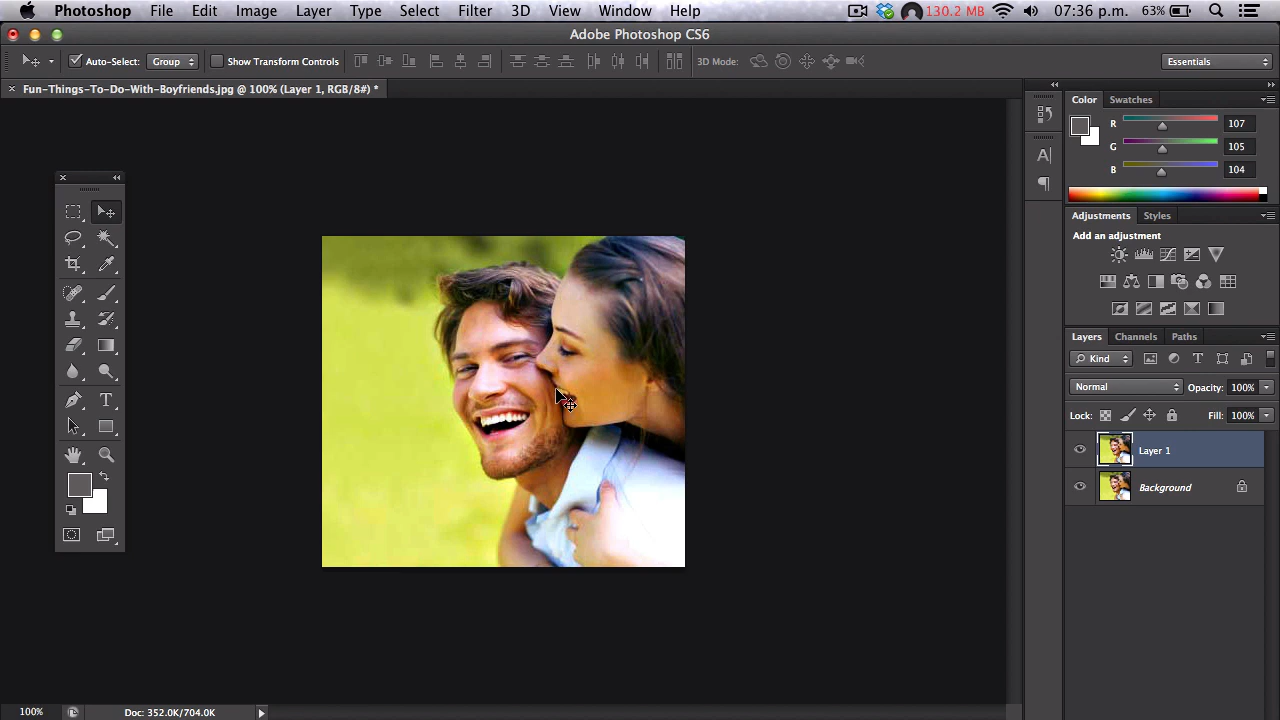 Photoshop File Edit Image Layer Type Select Filter 3D View Window Help 130.2 MB 07:36 p.m. 63%
Adobe Photoshop CS6
Auto-Select: Group Show Transform Controls 3D Mode: Essentials
× Fun-Things-To-Do-With-Boyfriends.jpg @ 100% (Layer 1, RGB/8#) *
Color Swatches
R 107
G 105
B 104
Adjustments Styles
Add an adjustment
Layers Channels Paths
Kind
Normal Opacity: 100%
Lock: Fill: 100%
Layer 1
Background
100% Doc: 352.0K/704.0K